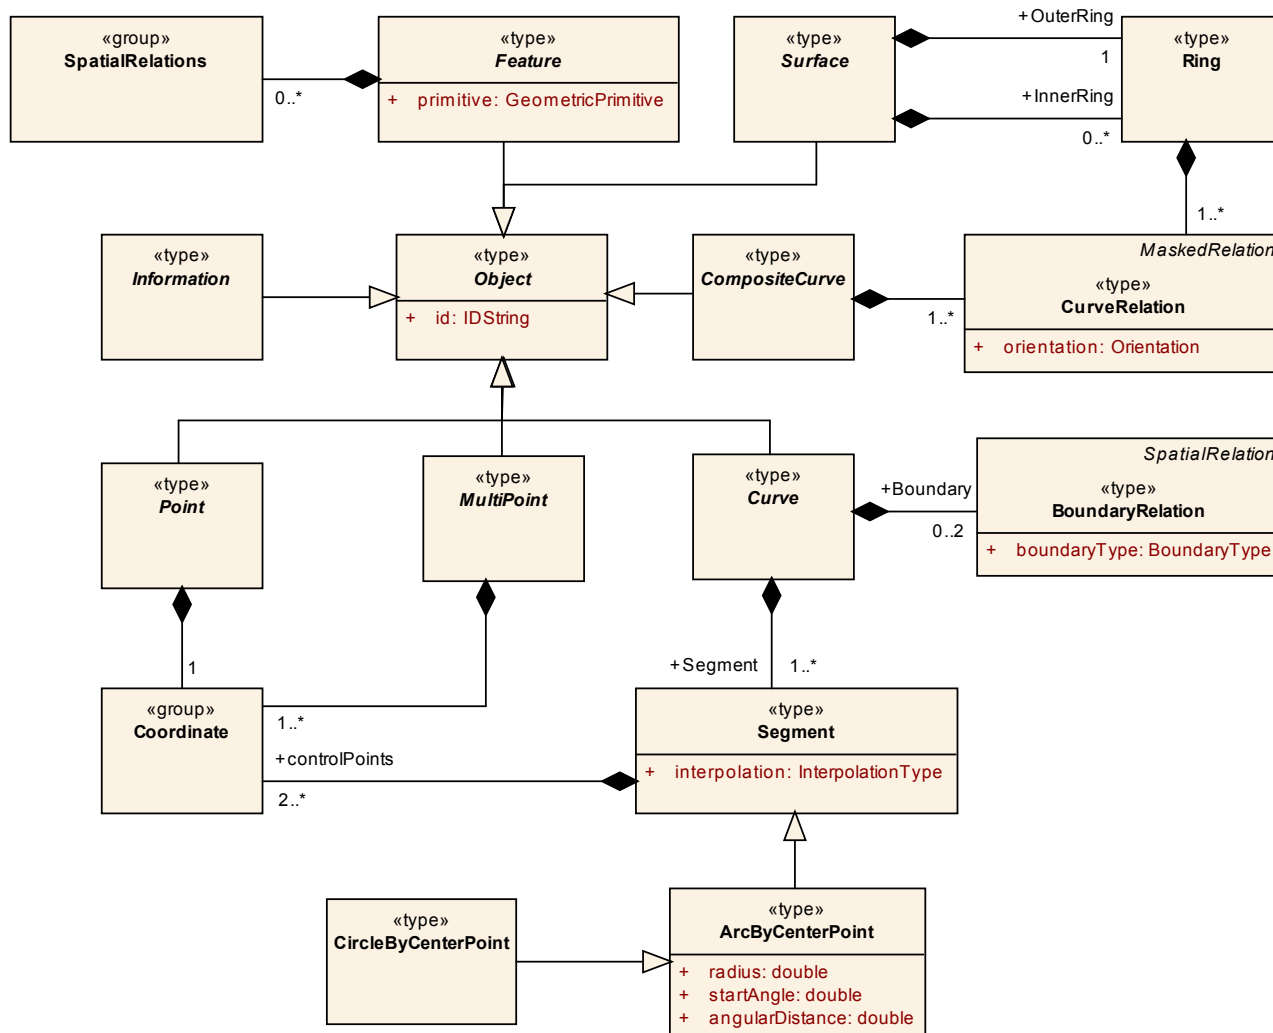 «group»
SpatialRelations
0..*
«type»
Feature
+ primitive: GeometricPrimitive
«type»
Surface
+OuterRing
1
+InnerRing
0..*
«type»
Ring
1..*
«type»
Information
«type»
Object
+ id: IDString
«type»
CompositeCurve
1..*
MaskedRelation
«type»
CurveRelation
+ orientation: Orientation
«type»
Point
1
«type»
MultiPoint
1..*
«type»
Curve
+Boundary
0..2
SpatialRelation
«type»
BoundaryRelation
+ boundaryType: BoundaryType
+Segment
1..*
«group»
Coordinate
+controlPoints
2..*
«type»
Segment
+ interpolation: InterpolationType
«type»
CircleByCenterPoint
«type»
ArcByCenterPoint
+ radius: double
+ startAngle: double
+ angularDistance: double